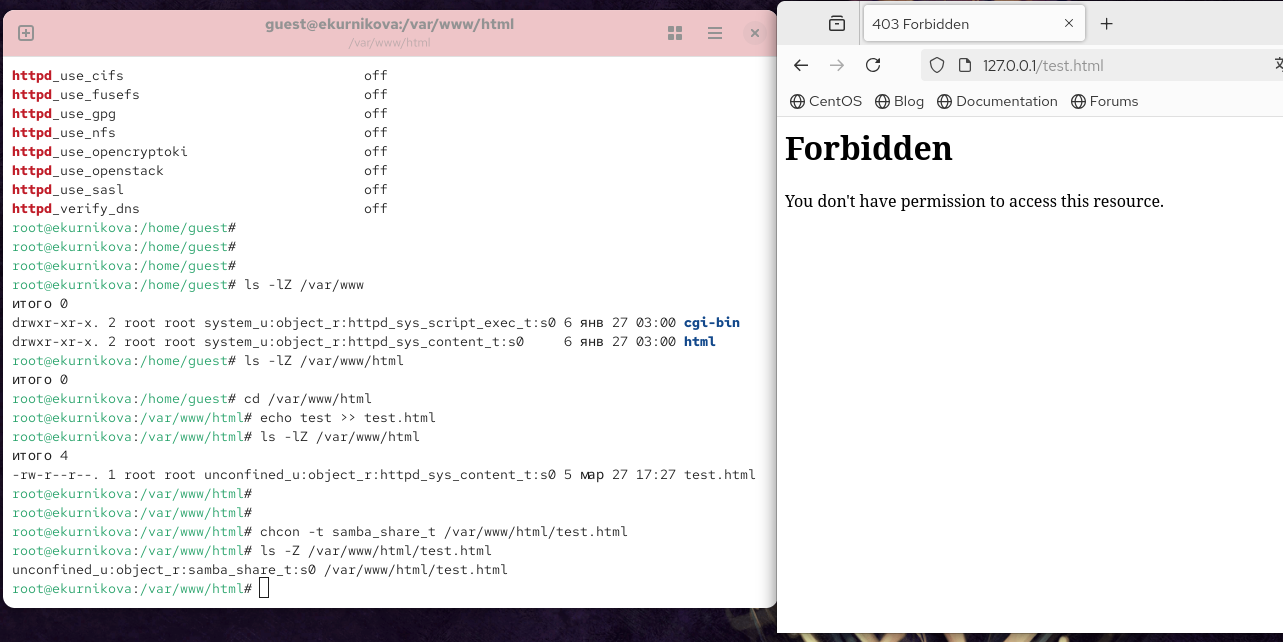 guest@ekurnikova:/var/www/html
/var/www/html
httpd_use_cifs off
httpd_use_fusefs off
httpd_use_gpg off
httpd_use_nfs off
httpd_use_opencryptoki off
httpd_use_openstack off
httpd_use_sasl off
httpd_verify_dns off
root@ekurnikova:/home/guest#
root@ekurnikova:/home/guest#
root@ekurnikova:/home/guest#
root@ekurnikova:/home/guest# ls -lZ /var/www
итого 0
drwxr-xr-x. 2 root root system_u:object_r:httpd_sys_script_exec_t:s0 6 янв 27 03:00 cgi-bin
drwxr-xr-x. 2 root root system_u:object_r:httpd_sys_content_t:s0 6 янв 27 03:00 html
root@ekurnikova:/home/guest# ls -lZ /var/www/html
итого 0
root@ekurnikova:/home/guest# cd /var/www/html
root@ekurnikova:/var/www/html# echo test >> test.html
root@ekurnikova:/var/www/html# ls -lZ /var/www/html
итого 4
-rw-r--r--. 1 root root unconfined_u:object_r:httpd_sys_content_t:s0 5 мар 27 17:27 test.html
root@ekurnikova:/var/www/html#
root@ekurnikova:/var/www/html#
root@ekurnikova:/var/www/html# chcon -t samba_share_t /var/www/html/test.html
root@ekurnikova:/var/www/html# ls -Z /var/www/html/test.html
unconfined_u:object_r:samba_share_t:s0 /var/www/html/test.html
root@ekurnikova:/var/www/html#
403 Forbidden
127.0.0.1/test.html
CentOS Blog Documentation Forums
Forbidden
You don't have permission to access this resource.